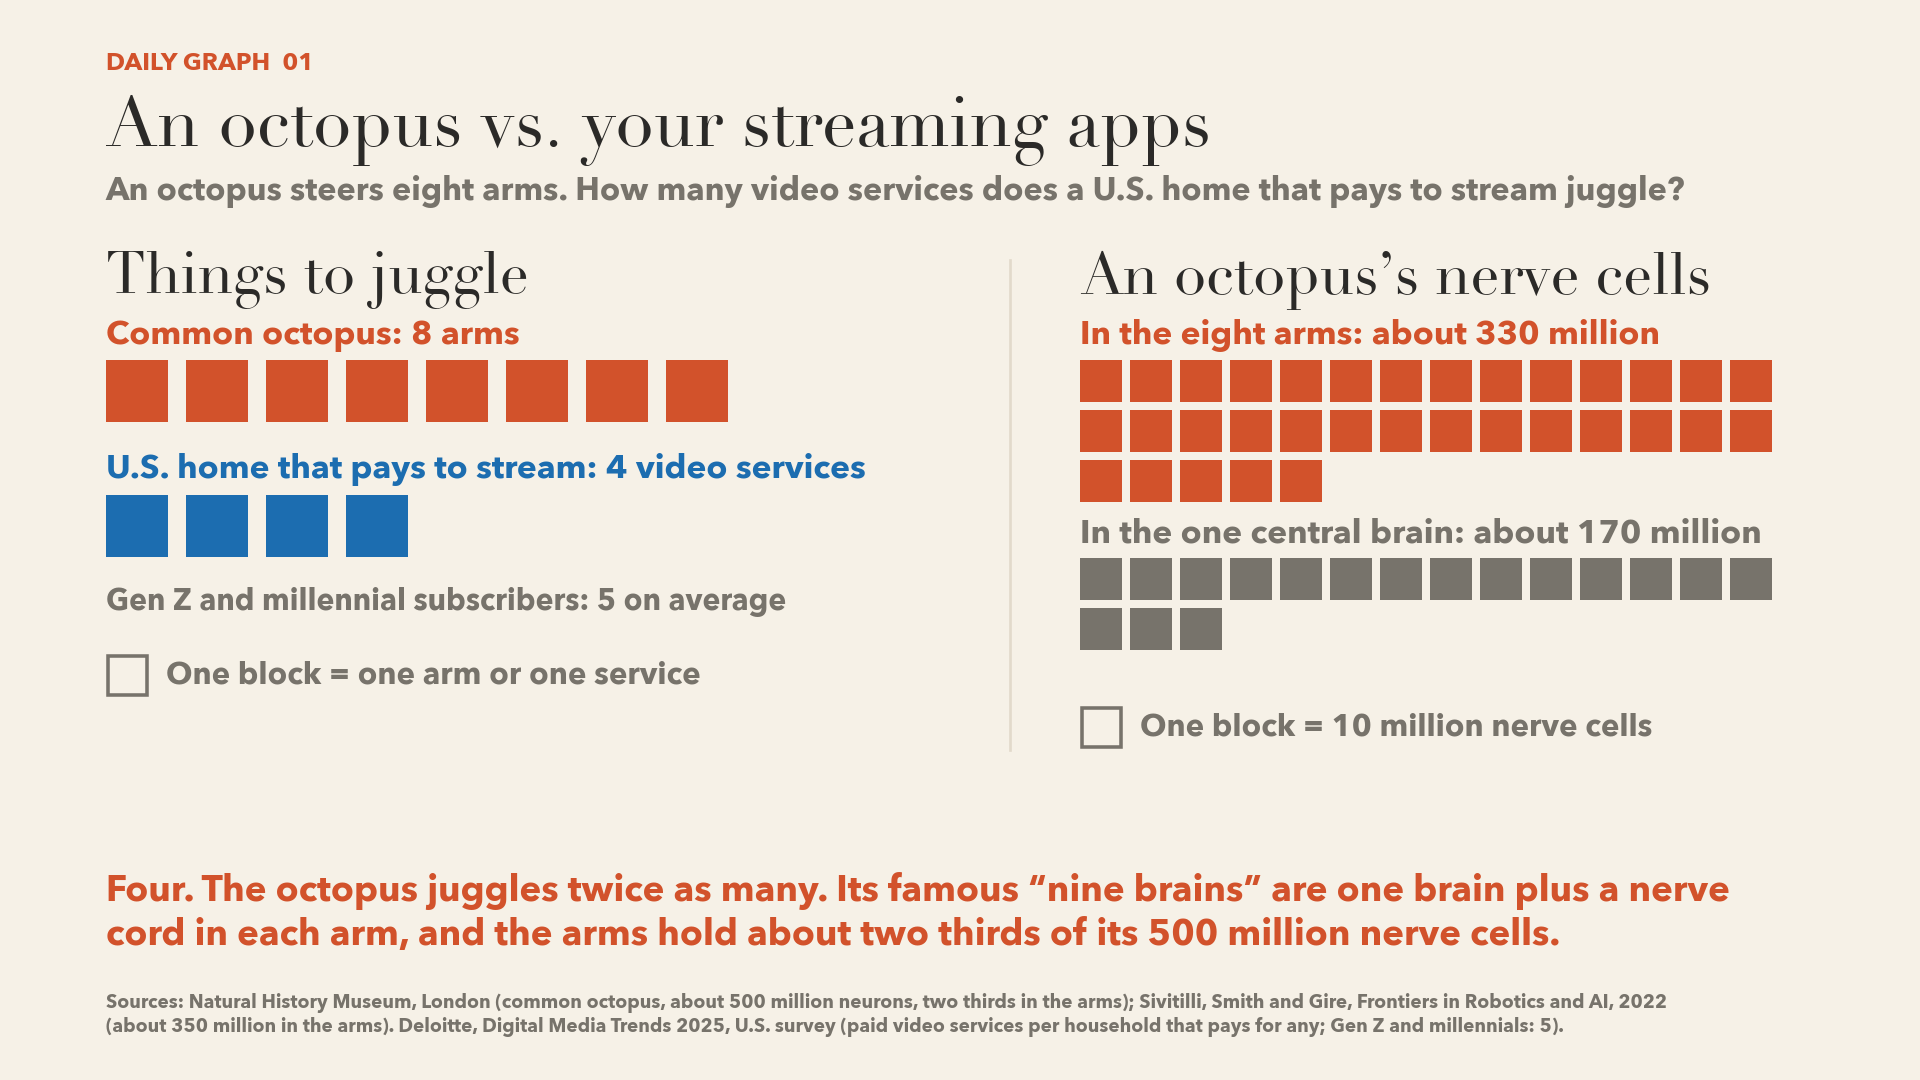 DAILY GRAPH 01
An octopus vs. your streaming apps
An octopus steers eight arms. How many video services does a U.S. home that pays to stream juggle?
Things to juggle
Common octopus: 8 arms
U.S. home that pays to stream: 4 video services
Gen Z and millennial subscribers: 5 on average
One block = one arm or one service
An octopus’s nerve cells
In the eight arms: about 330 million
In the one central brain: about 170 million
One block = 10 million nerve cells
Four. The octopus juggles twice as many. Its famous “nine brains” are one brain plus a nerve
cord in each arm, and the arms hold about two thirds of its 500 million nerve cells.
Sources: Natural History Museum, London (common octopus, about 500 million neurons, two thirds in the arms); Sivitilli, Smith and Gire, Frontiers in Robotics and AI, 2022
(about 350 million in the arms). Deloitte, Digital Media Trends 2025, U.S. survey (paid video services per household that pays for any; Gen Z and millennials: 5).